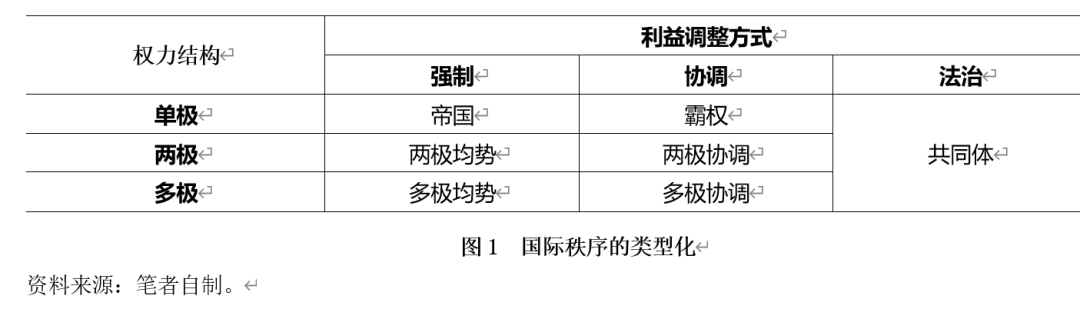 权力结构 利益调整方式
强制 协调 法治
单极 帝国 霸权 共同体
两极 两极均势 两极协调
多极 多极均势 多极协调
图 1 国际秩序的类型化
资料来源：笔者自制。